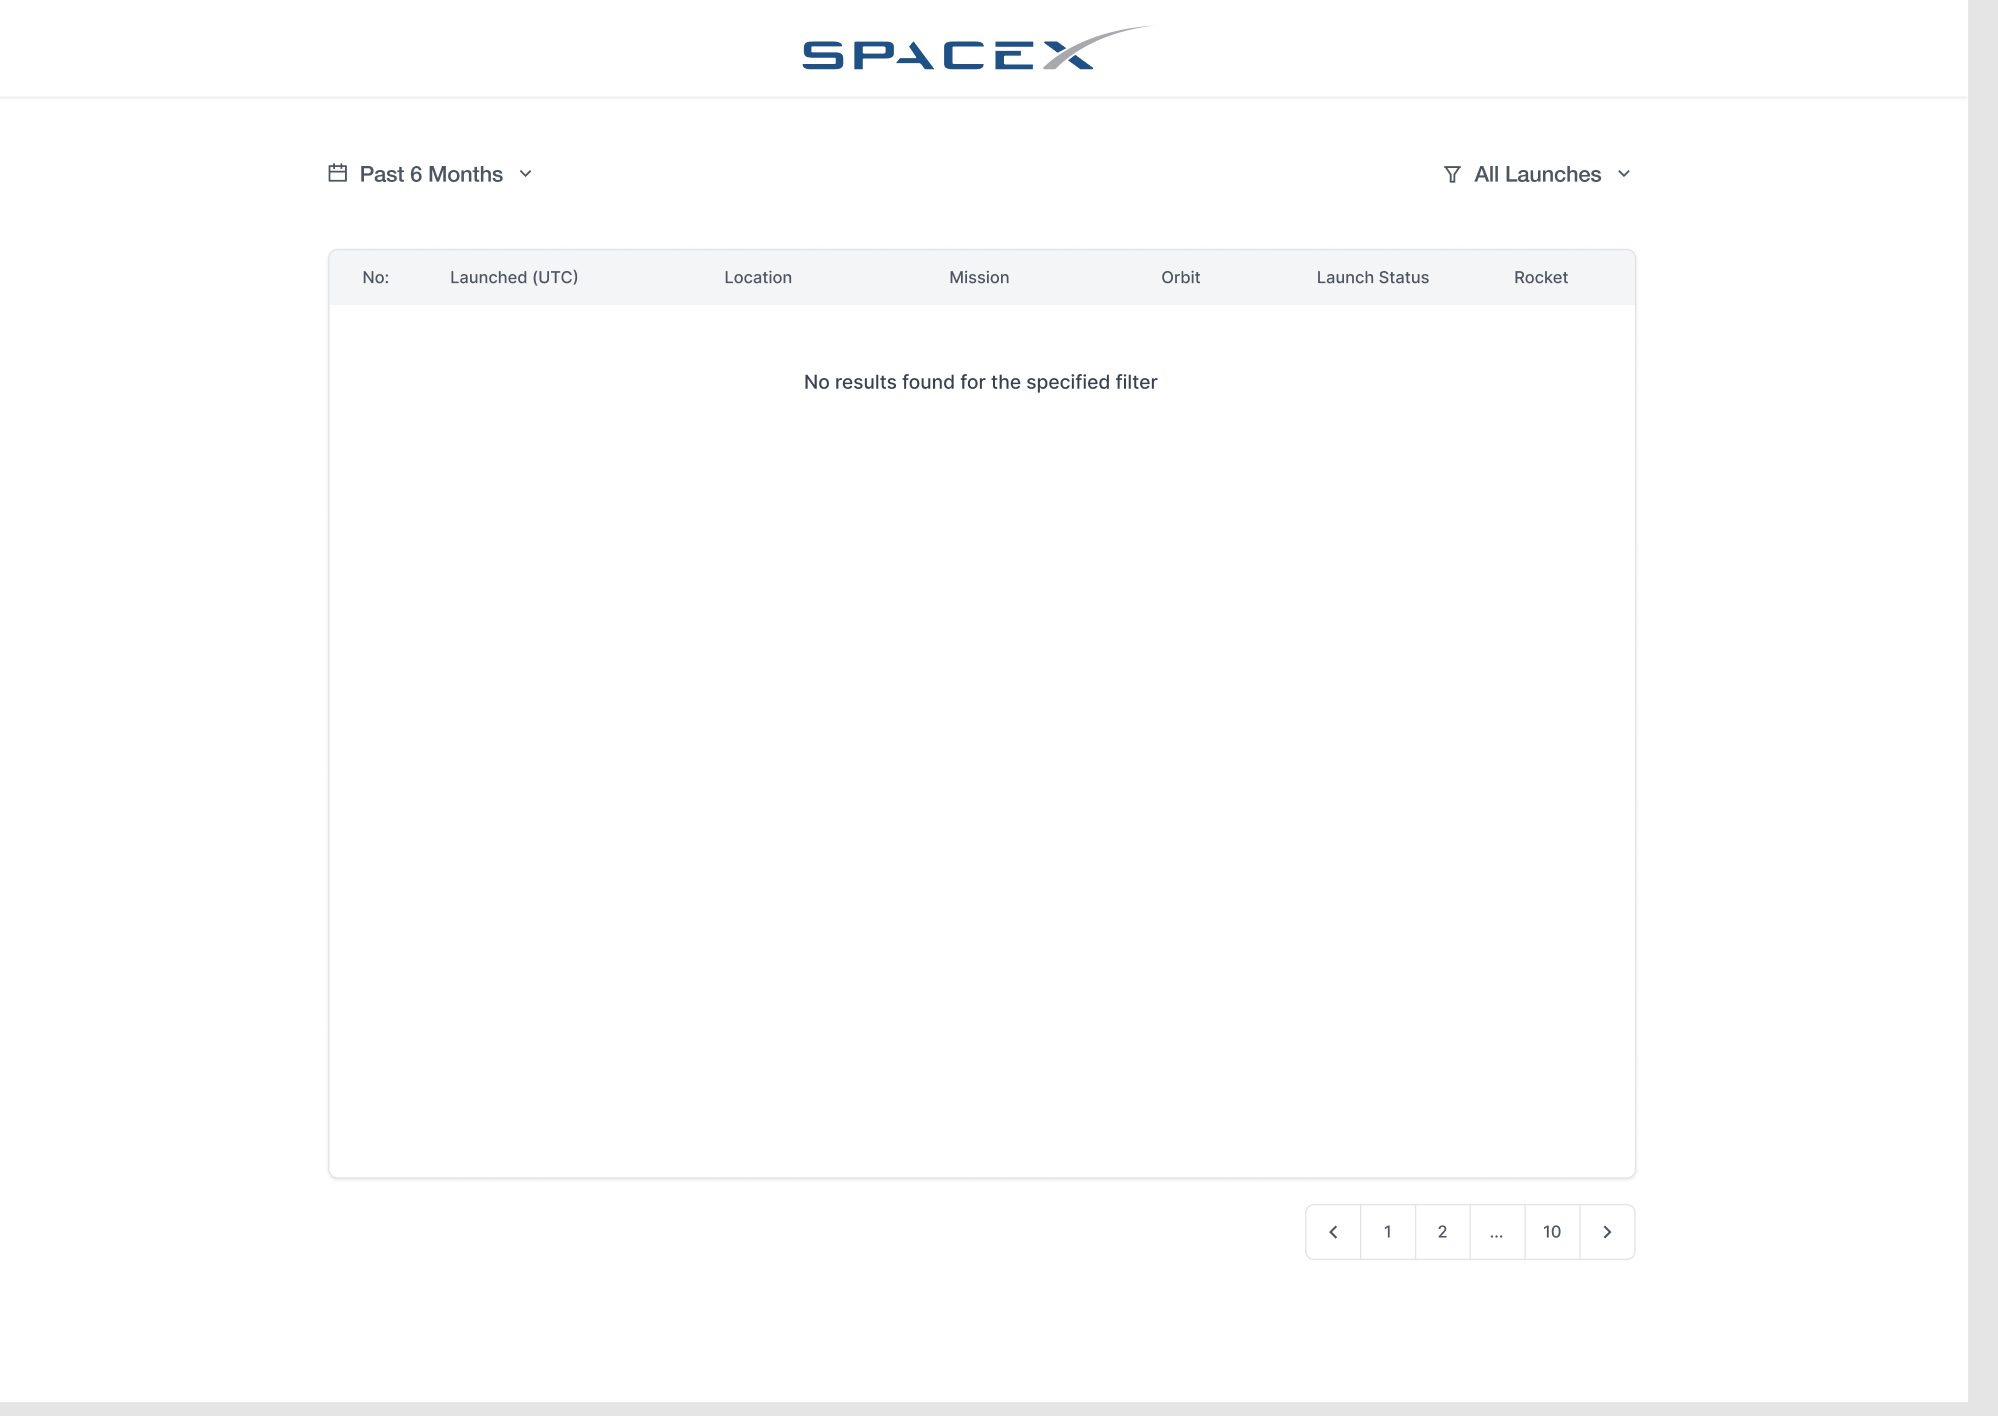 SPACEX
Past 6 Months
All Launches
No: Launched (UTC) Location Mission Orbit Launch Status Rocket
No results found for the specified filter
1 2 ... 10